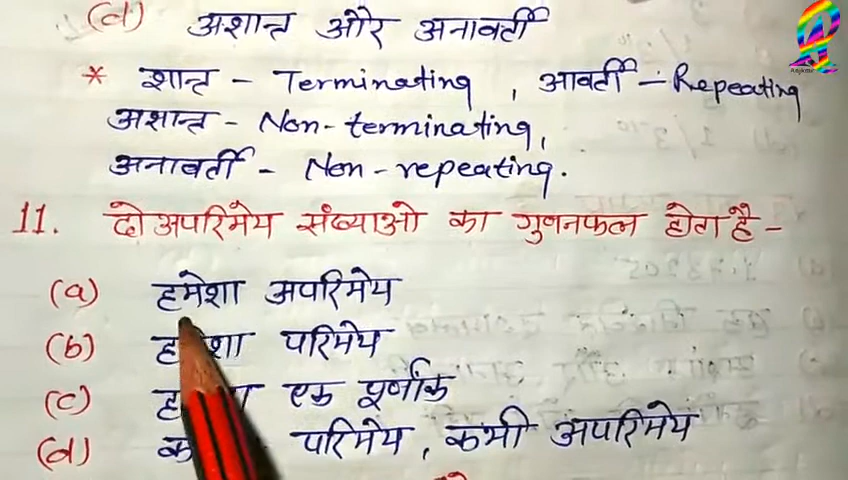 (d) अशान्त और अनावर्ती
* शान्त - Terminating, आवर्ती - Repeating
अशान्त - Non-terminating,
अनावर्ती - Non-repeating.
11. दो अपरिमेय संख्याओ का गुणनफल होता है -
(a) हमेशा अपरिमेय
(b) परिमेय
(c) एक पूर्णांक
(d) परिमेय, कभी अपरिमेय